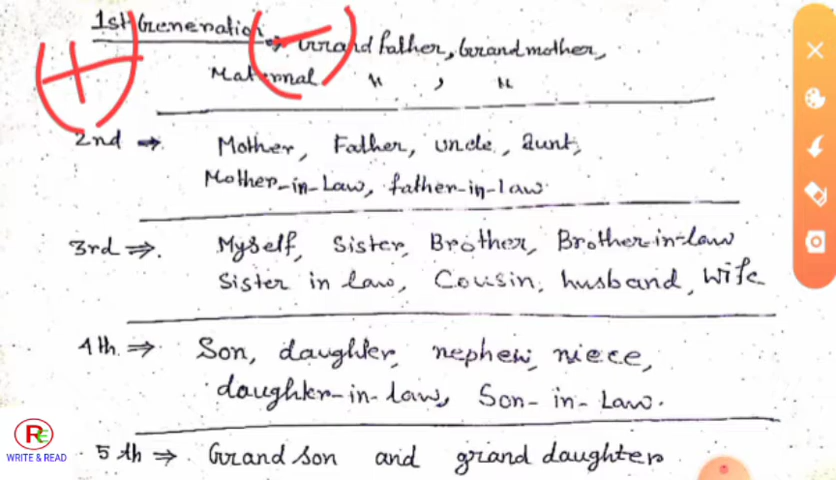 1st Generation ⇒ Grand father, Grandmother,
Maternal " , "
2nd ⇒ Mother, Father, uncle, aunt,
Mother-in-Law, father-in-law.
3rd ⇒ Myself, Sister, Brother, Brother-in-law
Sister in law, Cousin, husband, Wife
4th ⇒ Son, daughter, nephew, niece,
daughter-in-law, Son-in-Law.
5th ⇒ Grand son and grand daughter
RE
WRITE & READ